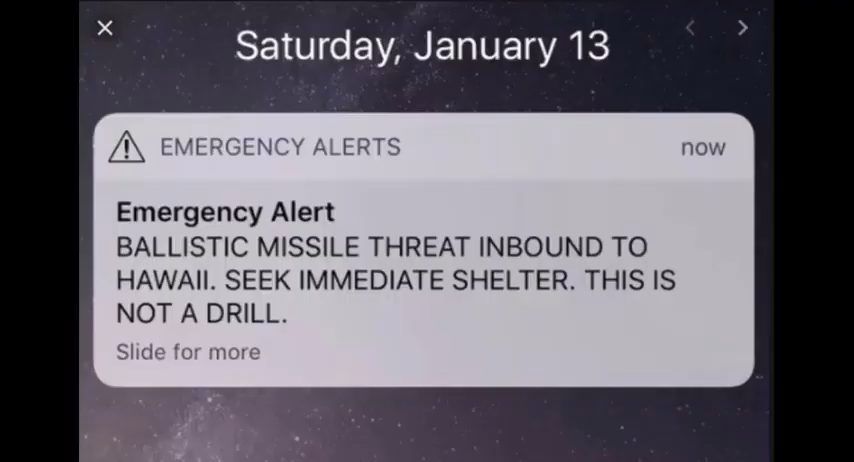 Saturday, January 13
EMERGENCY ALERTS now
Emergency Alert
BALLISTIC MISSILE THREAT INBOUND TO
HAWAII. SEEK IMMEDIATE SHELTER. THIS IS
NOT A DRILL.
Slide for more